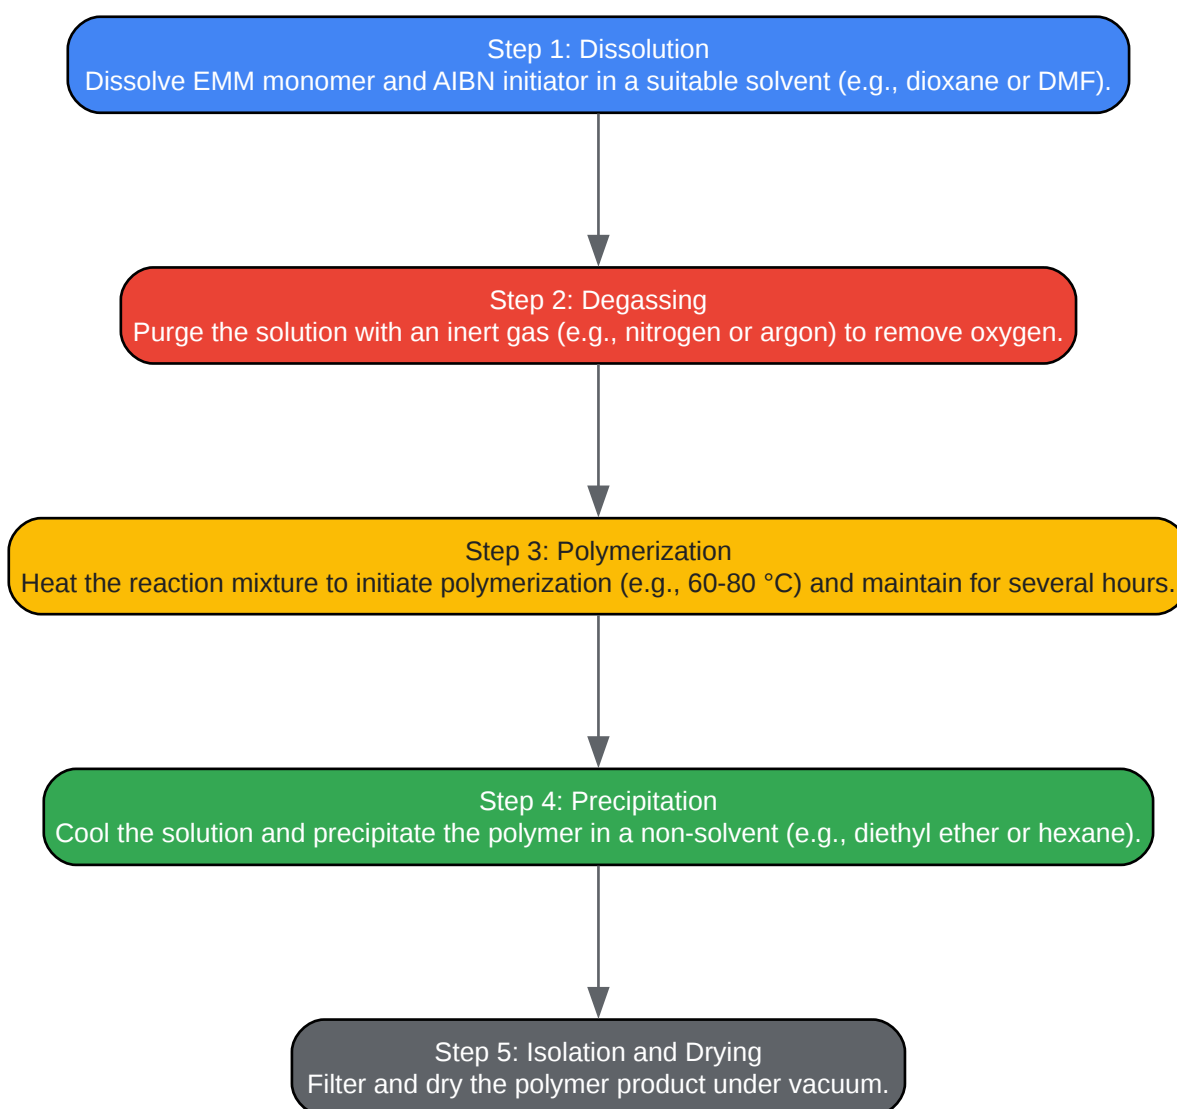 Step 1: Dissolution
Dissolve EMM monomer and AIBN initiator in a suitable solvent (e.g., dioxane or DMF).
Step 2: Degassing
Purge the solution with an inert gas (e.g., nitrogen or argon) to remove oxygen.
Step 3: Polymerization
Heat the reaction mixture to initiate polymerization (e.g., 60-80 °C) and maintain for several hours.
Step 4: Precipitation
Cool the solution and precipitate the polymer in a non-solvent (e.g., diethyl ether or hexane).
Step 5: Isolation and Drying
Filter and dry the polymer product under vacuum.